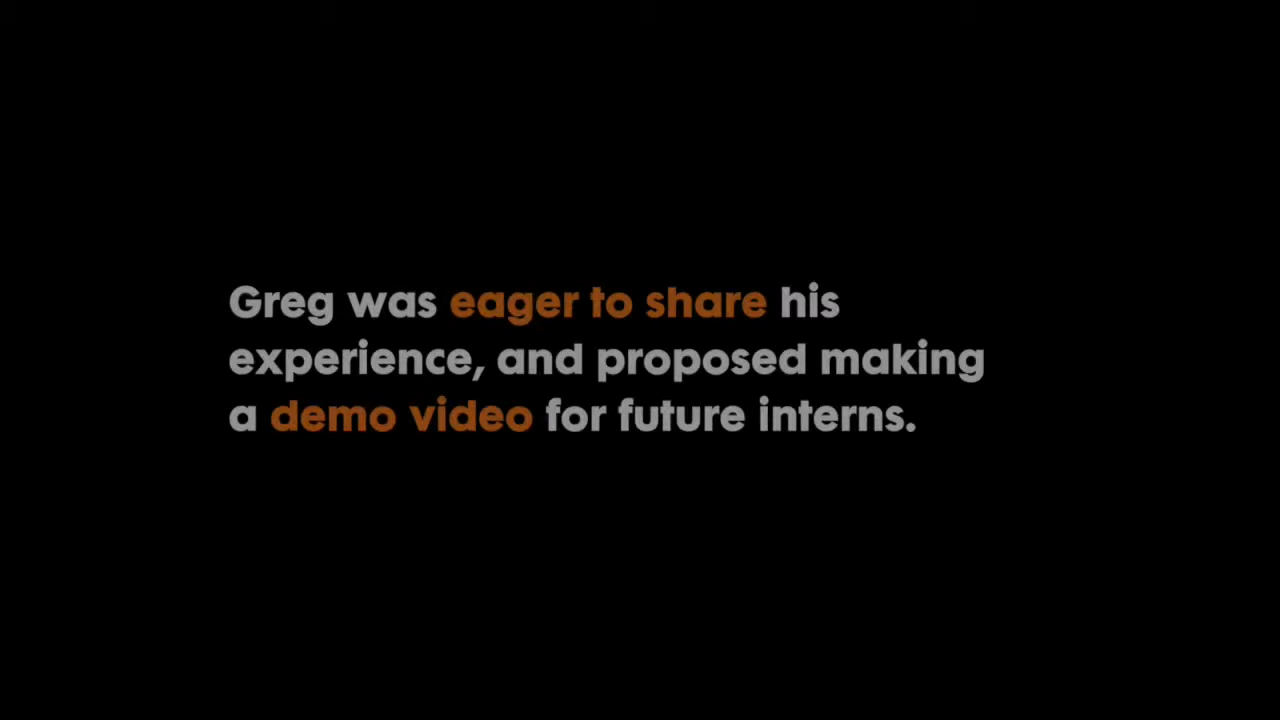 Greg was eager to share his
experience, and proposed making
a demo video for future interns.